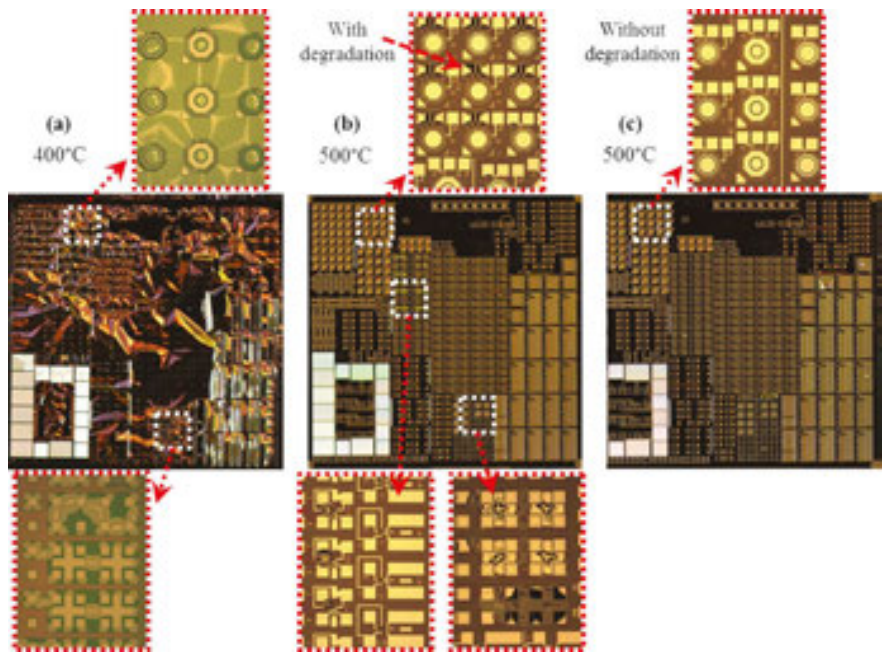 With
degradation
Without
degradation
(a)
400°C
(b)
500°C
(c)
500°C